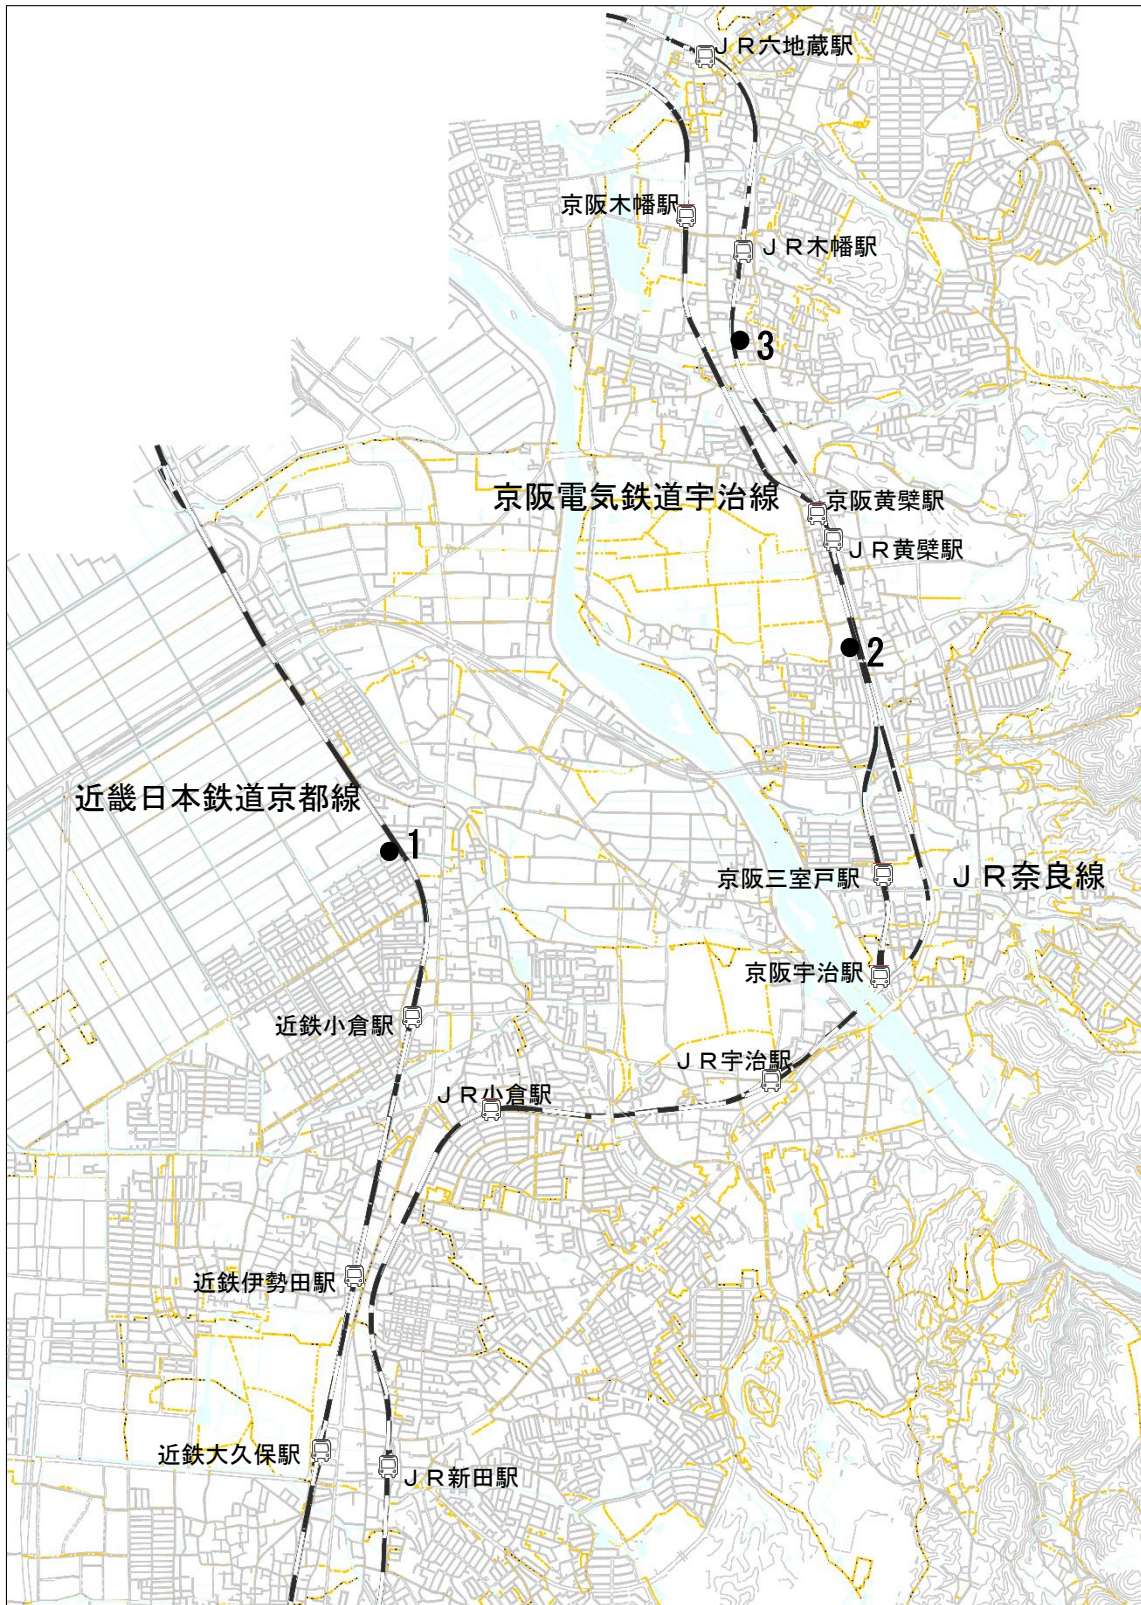 ＪＲ六地蔵駅
京阪木幡駅
ＪＲ木幡駅
3
京阪電気鉄道宇治線
京阪黄檗駅
ＪＲ黄檗駅
2
近畿日本鉄道京都線
1
京阪三室戸駅
ＪＲ奈良線
京阪宇治駅
近鉄小倉駅
ＪＲ宇治駅
ＪＲ小倉駅
近鉄伊勢田駅
近鉄大久保駅
ＪＲ新田駅